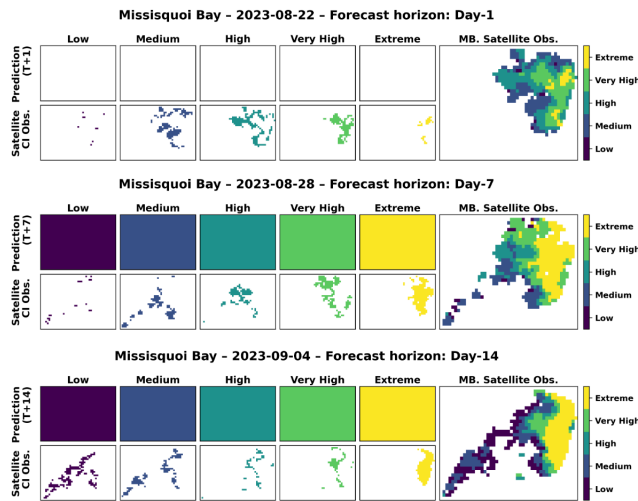 Missisquoi Bay – 2023-08-22 – Forecast horizon: Day-1
Low Medium High Very High Extreme MB. Satellite Obs.
Prediction
(T+1)
Satellite
CI Obs.
Extreme
Very High
High
Medium
Low
Missisquoi Bay – 2023-08-28 – Forecast horizon: Day-7
Low Medium High Very High Extreme MB. Satellite Obs.
Prediction
(T+7)
Satellite
CI Obs.
Extreme
Very High
High
Medium
Low
Missisquoi Bay – 2023-09-04 – Forecast horizon: Day-14
Low Medium High Very High Extreme MB. Satellite Obs.
Prediction
(T+14)
Satellite
CI Obs.
Extreme
Very High
High
Medium
Low